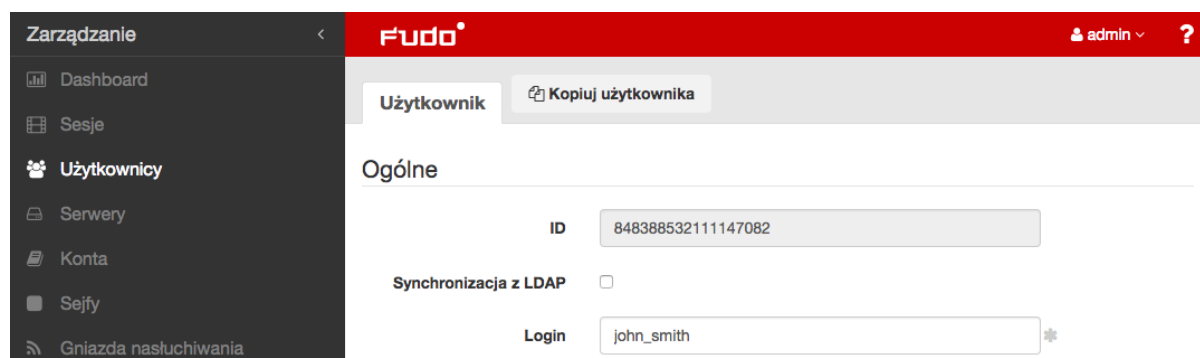 Zarządzanie
Fudo
admin
?
Dashboard
Sesje
Użytkownicy
Serwery
Konta
Sejfy
Gniazda nasłuchiwania
Użytkownik
Kopiuj użytkownika
Ogólne
ID 848388532111147082
Synchronizacja z LDAP
Login john_smith